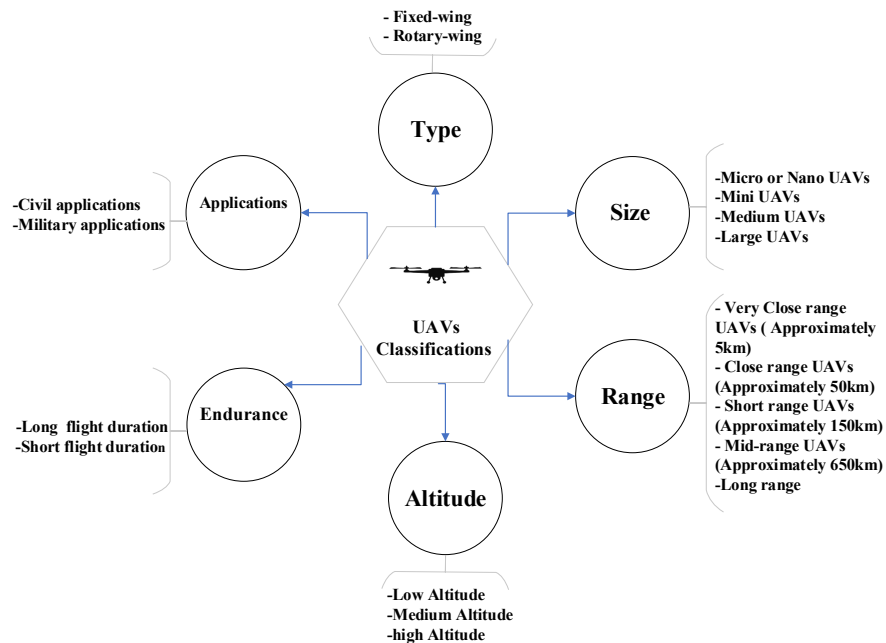 - Fixed-wing
- Rotary-wing
Type
Applications
-Civil applications
-Military applications
Size
-Micro or Nano UAVs
-Mini UAVs
-Medium UAVs
-Large UAVs
UAVs
Classifications
- Very Close range
UAVs ( Approximately
5km)
- Close range UAVs
(Approximately 50km)
- Short range UAVs
(Approximately 150km)
- Mid-range UAVs
(Approximately 650km)
-Long range
Range
Endurance
-Long flight duration
-Short flight duration
Altitude
-Low Altitude
-Medium Altitude
-high Altitude